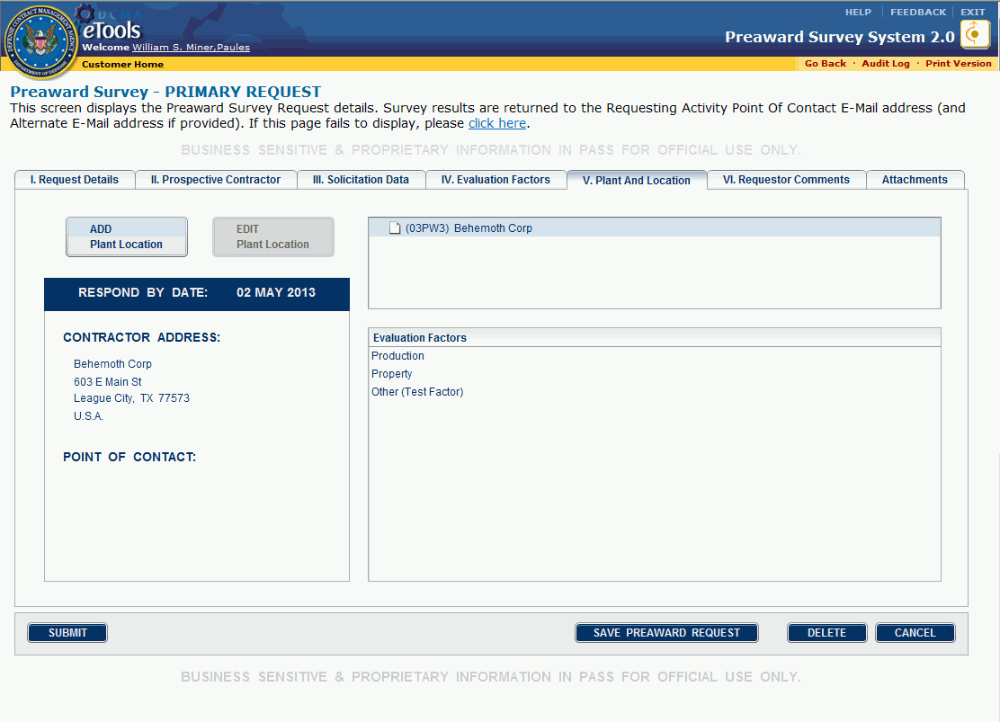 HELP | FEEDBACK | EXIT
DCMA
eTools
Preaward Survey System 2.0
Welcome William S. Miner,Paules
DEFENSE CONTRACT MANAGEMENT AGENCY
DEPARTMENT OF DEFENSE
Customer Home
Go Back · Audit Log · Print Version
Preaward Survey - PRIMARY REQUEST
This screen displays the Preaward Survey Request details. Survey results are returned to the Requesting Activity Point Of Contact E-Mail address (and
Alternate E-Mail address if provided). If this page fails to display, please click here.
BUSINESS SENSITIVE & PROPRIETARY INFORMATION IN PASS FOR OFFICIAL USE ONLY.
I. Request Details
II. Prospective Contractor
III. Solicitation Data
IV. Evaluation Factors
V. Plant And Location
VI. Requestor Comments
Attachments
ADD
Plant Location
EDIT
Plant Location
(03PW3) Behemoth Corp
RESPOND BY DATE: 02 MAY 2013
CONTRACTOR ADDRESS:
Behemoth Corp
603 E Main St
League City, TX 77573
U.S.A.
POINT OF CONTACT:
Evaluation Factors
Production
Property
Other (Test Factor)
SUBMIT
SAVE PREAWARD REQUEST
DELETE
CANCEL
BUSINESS SENSITIVE & PROPRIETARY INFORMATION IN PASS FOR OFFICIAL USE ONLY.